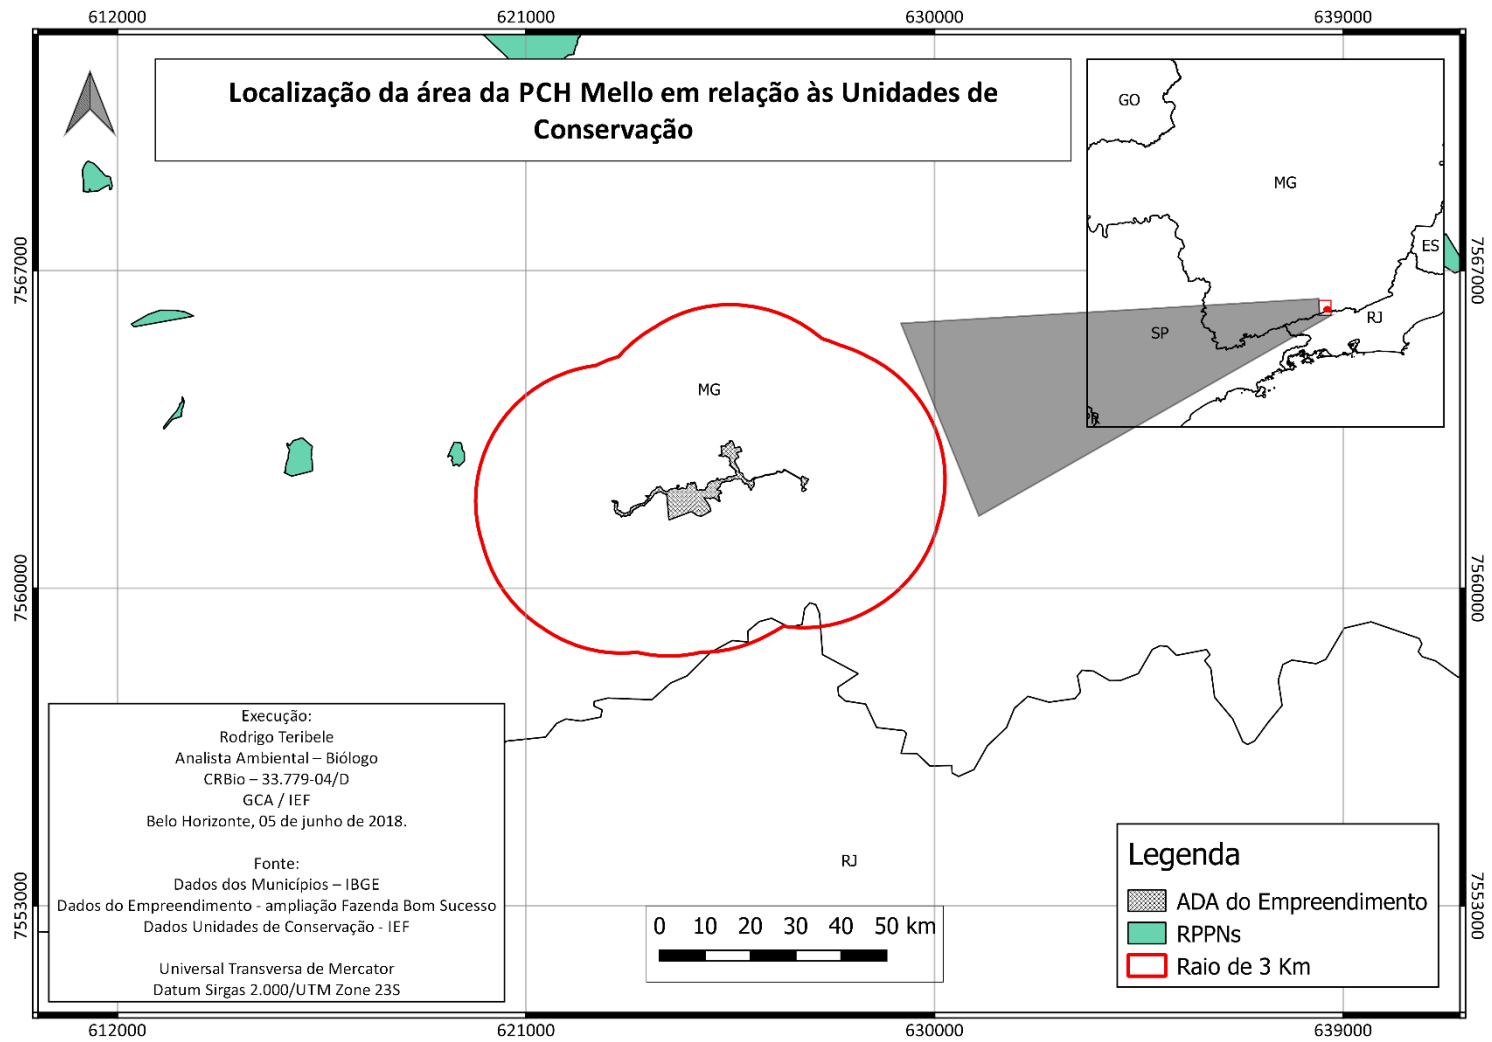 612000
621000
630000
639000
Localização da área da PCH Mello em relação às Unidades de
Conservação
GO
MG
ES
SP
RJ
7567000
7567000
MG
7560000
7560000
Execução:
Rodrigo Teribele
Analista Ambiental – Biólogo
CRBio – 33.779-04/D
GCA / IEF
Belo Horizonte, 05 de junho de 2018.
Fonte:
Dados dos Municípios – IBGE
Dados do Empreendimento - ampliação Fazenda Bom Sucesso
Dados Unidades de Conservação - IEF
Universal Transversa de Mercator
Datum Sirgas 2.000/UTM Zone 23S
RJ
0 10 20 30 40 50 km
Legenda
ADA do Empreendimento
RPPNs
Raio de 3 Km
7553000
7553000
612000
621000
630000
639000